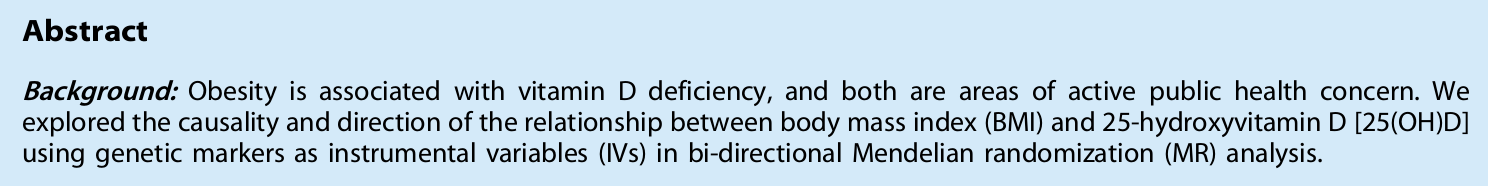 Abstract
Background: Obesity is associated with vitamin D deficiency, and both are areas of active public health concern. We
explored the causality and direction of the relationship between body mass index (BMI) and 25-hydroxyvitamin D [25(OH)D]
using genetic markers as instrumental variables (IVs) in bi-directional Mendelian randomization (MR) analysis.